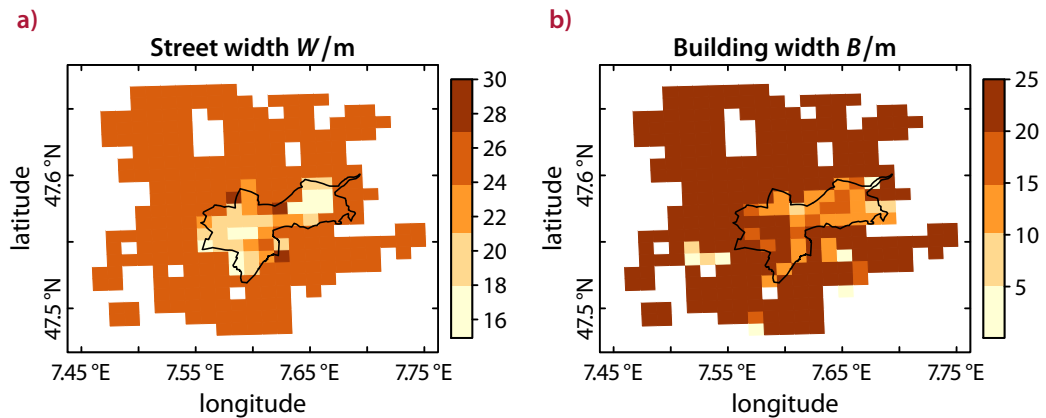 a)
Street width W/m
latitude
47.6 °N
47.5 °N
30
28
26
24
22
20
18
16
7.45 °E 7.55 °E 7.65 °E 7.75 °E
longitude
b)
Building width B/m
latitude
47.6 °N
47.5 °N
25
20
15
10
5
7.45 °E 7.55 °E 7.65 °E 7.75 °E
longitude